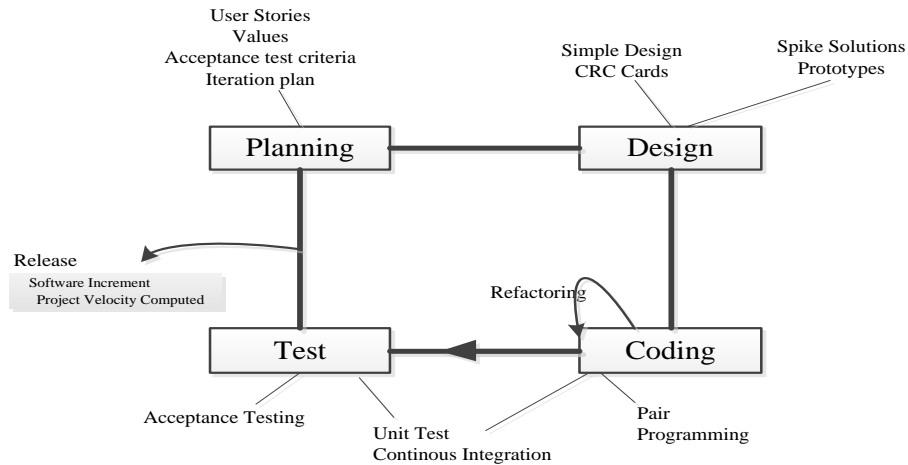 User Stories
Values
Acceptance test criteria
Iteration plan
Simple Design
CRC Cards
Spike Solutions
Prototypes
Planning
Design
Release
Software Increment
Project Velocity Computed
Refactoring
Test
Coding
Acceptance Testing
Unit Test
Continous Integration
Pair
Programming